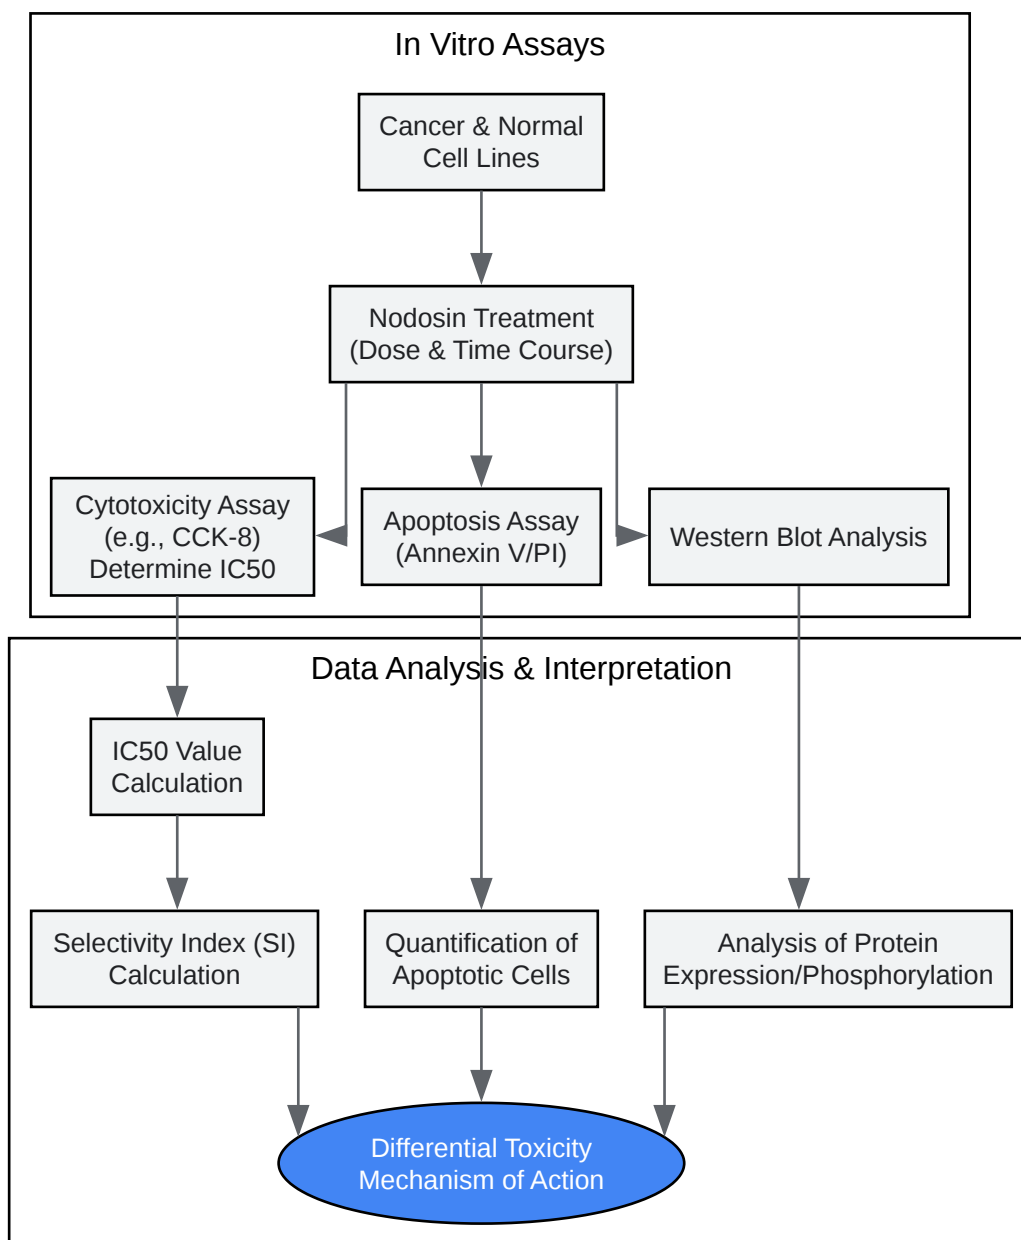 In Vitro Assays
Cancer & Normal
Cell Lines
Nodosin Treatment
(Dose & Time Course)
Cytotoxicity Assay
(e.g., CCK-8)
Determine IC50
Apoptosis Assay
(Annexin V/PI)
Western Blot Analysis
Data Analysis & Interpretation
IC50 Value
Calculation
Selectivity Index (SI)
Calculation
Quantification of
Apoptotic Cells
Analysis of Protein
Expression/Phosphorylation
Differential Toxicity
Mechanism of Action